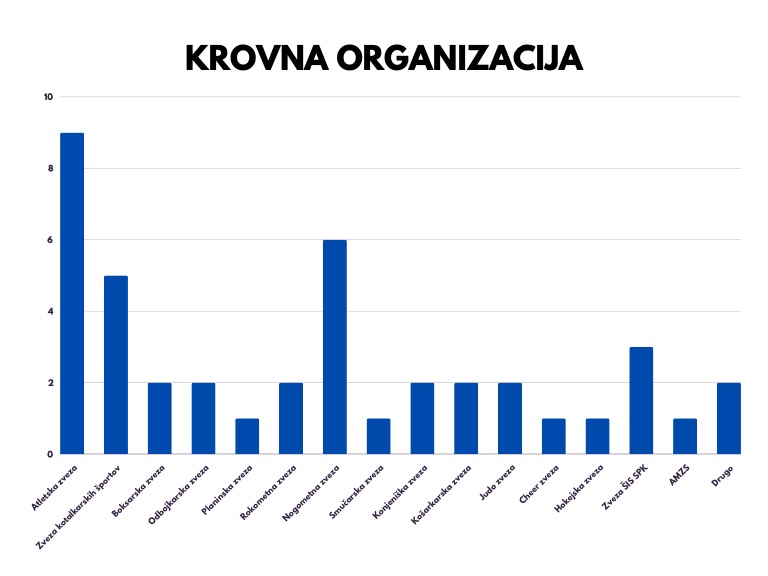 KROVNA ORGANIZACIJA
10
8
6
4
2
0
Atletska zveza
Zveza kotalkarskih športov
Boksarska zveza
Odbojkarska zveza
Planinska zveza
Rokometna zveza
Nogometna zveza
Smučarska zveza
Konjeniška zveza
Košarkarska zveza
Judo zveza
Cheer zveza
Hokejska zveza
Zveza ŠIS SPK
AMZS
Drugo